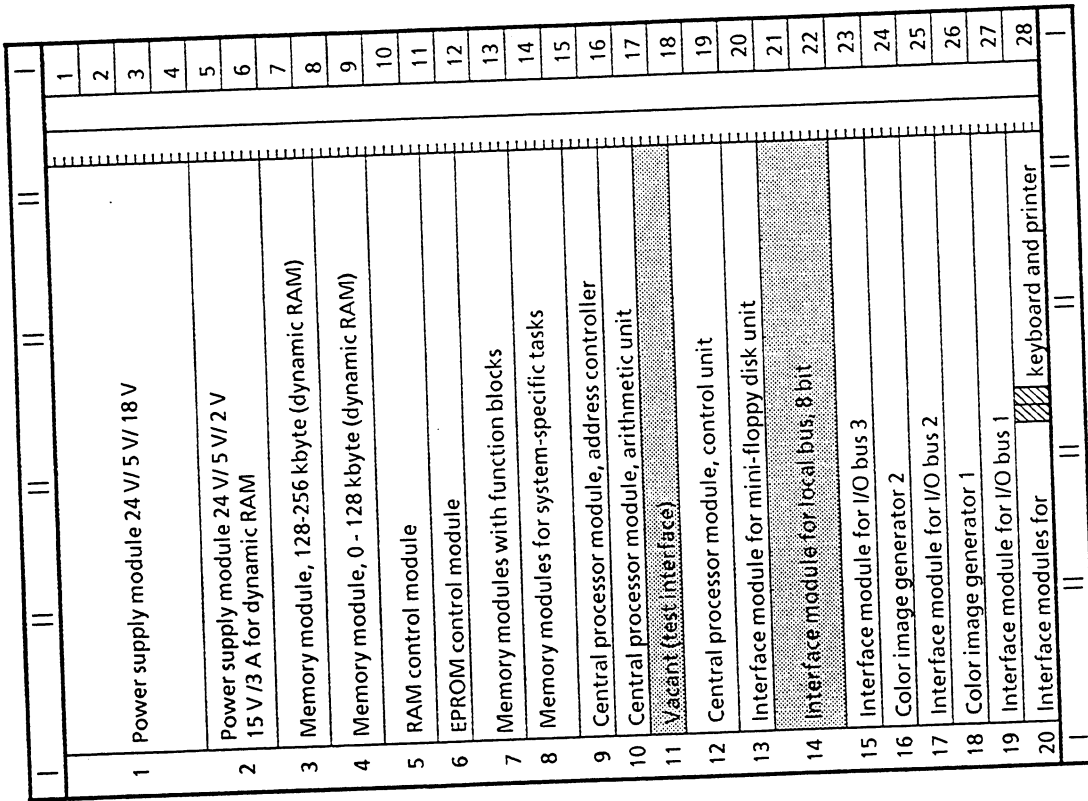 1 2 3 4 5 6 7 8 9 10 11 12 13 14 15 16 17 18 19 20 21 22 23 24 25 26 27 28
1 Power supply module 24 V/ 5 V/ 18 V
2 Power supply module 24 V/ 5 V/ 2 V
15 V /3 A for dynamic RAM
3 Memory module, 128-256 kbyte (dynamic RAM)
4 Memory module, 0 - 128 kbyte (dynamic RAM)
5 RAM control module
6 EPROM control module
7 Memory modules with function blocks
8 Memory modules for system-specific tasks
9 Central processor module, address controller
10 Central processor module, arithmetic unit
11 Vacant (test interface)
12 Central processor module, control unit
13 Interface module for mini-floppy disk unit
14 Interface module for local bus, 8 bit
15 Interface module for I/O bus 3
16 Color image generator 2
17 Interface module for I/O bus 2
18 Color image generator 1
19 Interface module for I/O bus 1
20 Interface modules for keyboard and printer